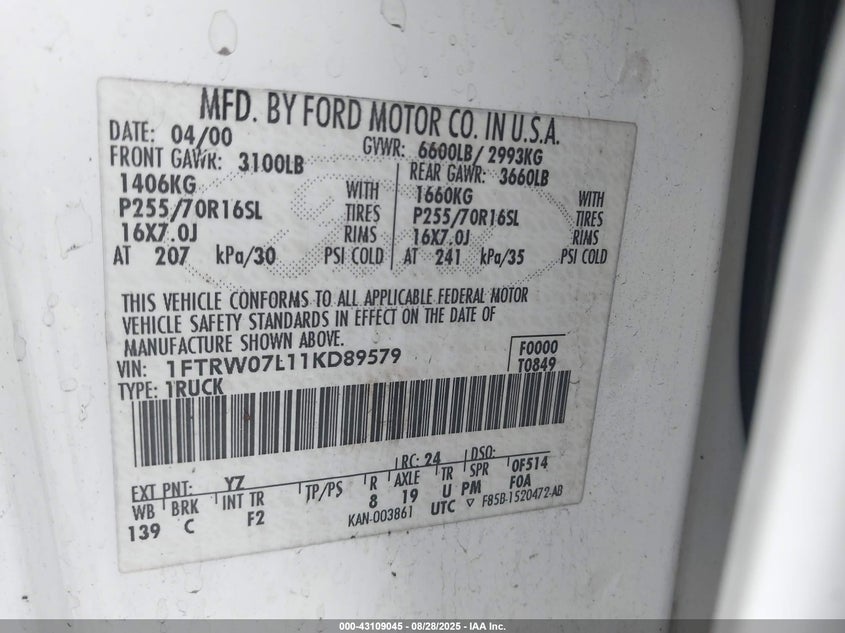 MFD. BY FORD MOTOR CO. IN U.S.A.
DATE: 04/00 GVWR: 6600LB/ 2993KG
FRONT GAWR: 3100LB REAR GAWR: 3660LB
1406KG WITH 1660KG WITH
P255/70R16SL TIRES P255/70R16SL TIRES
16X7.0J RIMS 16X7.0J RIMS
AT 207 kPa/30 PSI COLD AT 241 kPa/35 PSI COLD
THIS VEHICLE CONFORMS TO ALL APPLICABLE FEDERAL MOTOR
VEHICLE SAFETY STANDARDS IN EFFECT ON THE DATE OF
MANUFACTURE SHOWN ABOVE.
VIN: 1FTRW07L11KD89579 F0000
TYPE: TRUCK T0849
EXT PNT: YZ RC: 24 DSO:
WB BRK INT TR TP/PS R AXLE TR SPR 0F514
139 C F2 8 19 U PM F0A
KAN-003861 UTC ▽ F85B-1520472-AB
000-43109045 - 08/28/2025 - IAA Inc.